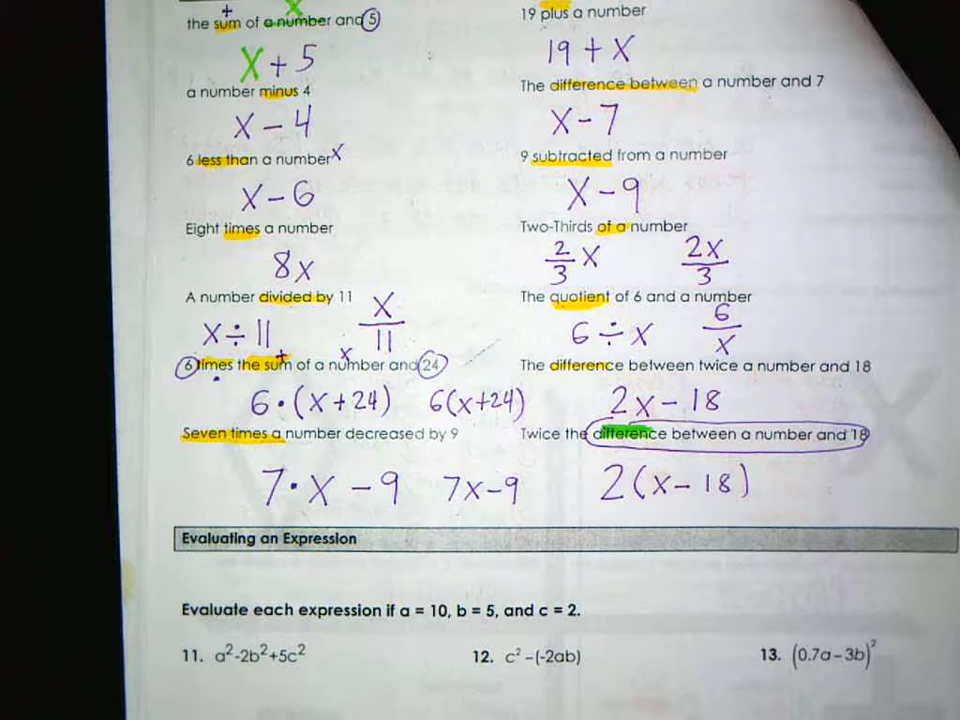 the sum of a number and 5
+ x
x + 5
a number minus 4
x - 4
6 less than a number x
x - 6
Eight times a number
8x
A number divided by 11
x ÷ 11 x/11
6 times the sum of a number and 24
+ x
6 • (x + 24) 6(x+24)
Seven times a number decreased by 9
7 • x - 9 7x-9
19 plus a number
19 + x
The difference between a number and 7
x - 7
9 subtracted from a number
x - 9
Two-Thirds of a number
2/3 x 2x/3
The quotient of 6 and a number
6 ÷ x 6/x
The difference between twice a number and 18
2x - 18
Twice the difference between a number and 18
2(x - 18)
Evaluating an Expression
Evaluate each expression if a = 10, b = 5, and c = 2.
11. a²-2b²+5c²
12. c² -(-2ab)
13. (0.7a - 3b)²